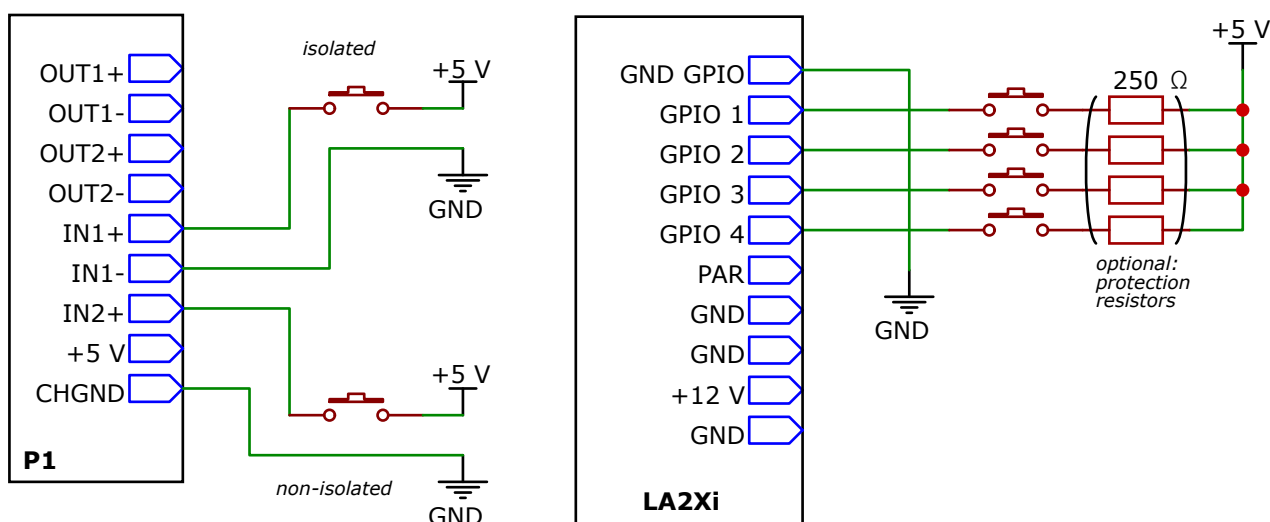 OUT1+
OUT1-
OUT2+
OUT2-
IN1+
IN1-
IN2+
+5 V
CHGND
P1
isolated
+5 V
GND
+5 V
non-isolated
GND
GND GPIO
GPIO 1
GPIO 2
GPIO 3
GPIO 4
PAR
GND
GND
+12 V
GND
LA2Xi
GND
+5 V
250 Ω
optional:
protection
resistors